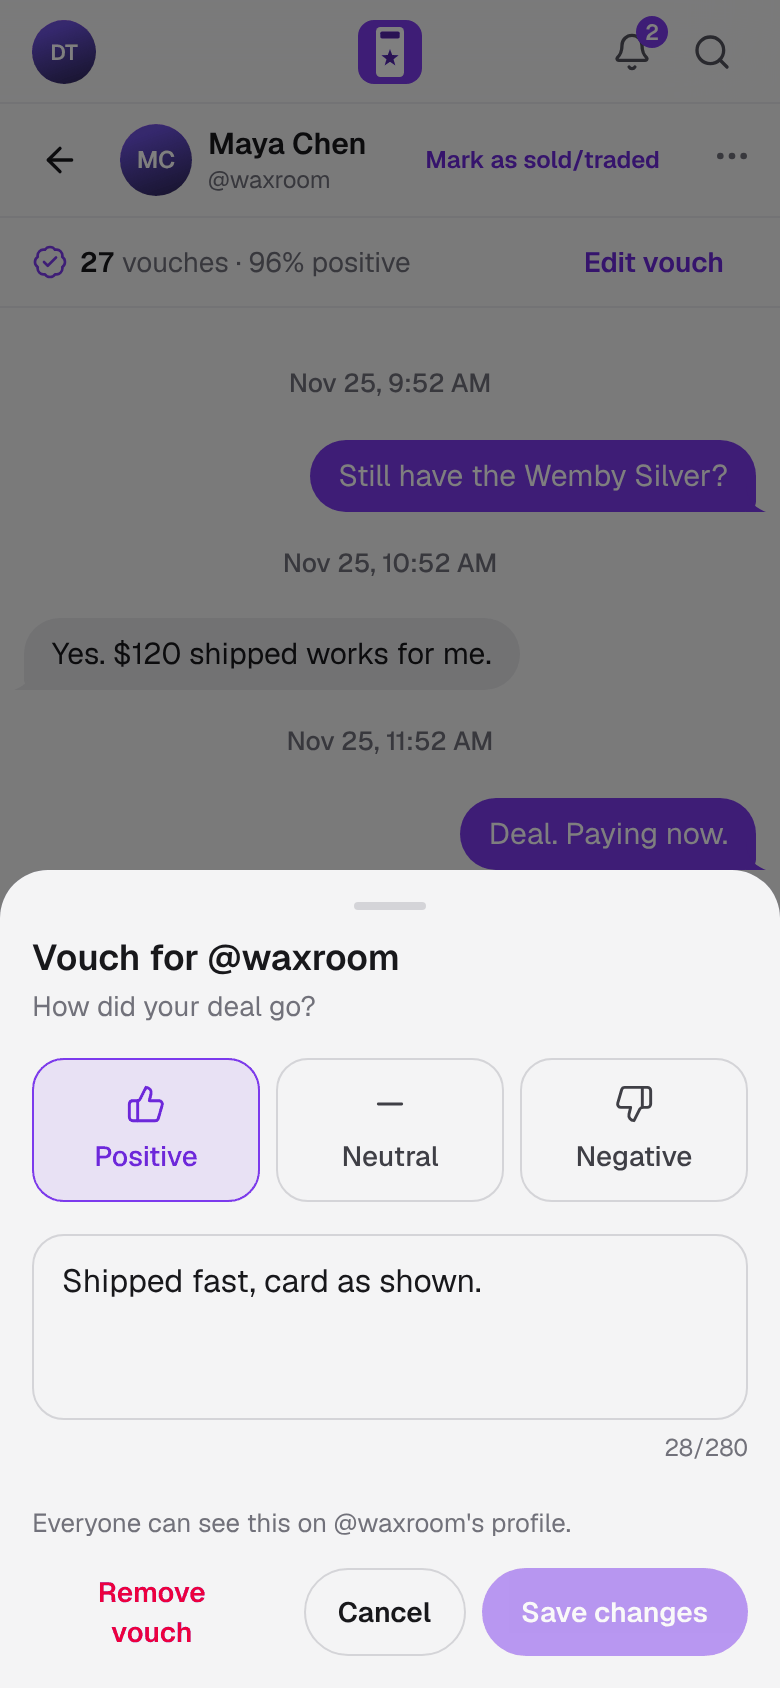 DT
2
MC
Maya Chen
@waxroom
Mark as sold/traded
27 vouches · 96% positive
Edit vouch
Nov 25, 9:52 AM
Still have the Wemby Silver?
Nov 25, 10:52 AM
Yes. $120 shipped works for me.
Nov 25, 11:52 AM
Deal. Paying now.
Vouch for @waxroom
How did your deal go?
Positive
Neutral
Negative
Shipped fast, card as shown.
28/280
Everyone can see this on @waxroom's profile.
Remove
vouch
Cancel
Save changes